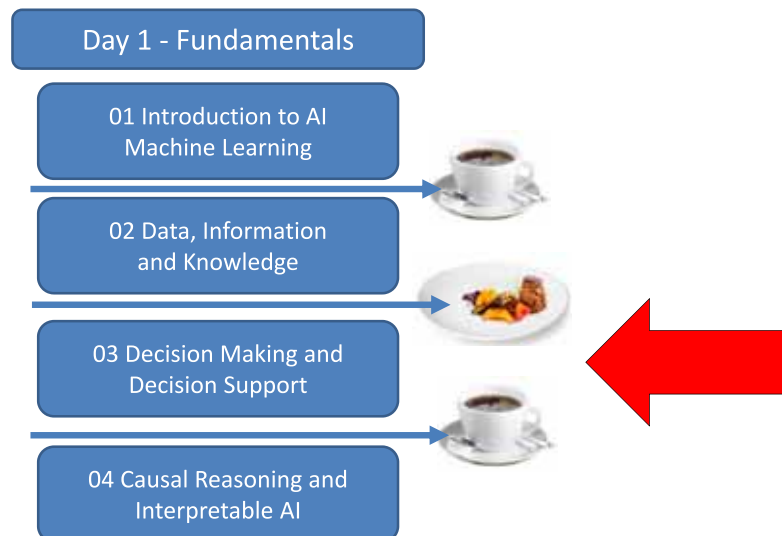 Day 1 - Fundamentals
01 Introduction to AI
Machine Learning
02 Data, Information
and Knowledge
03 Decision Making and
Decision Support
04 Causal Reasoning and
Interpretable AI